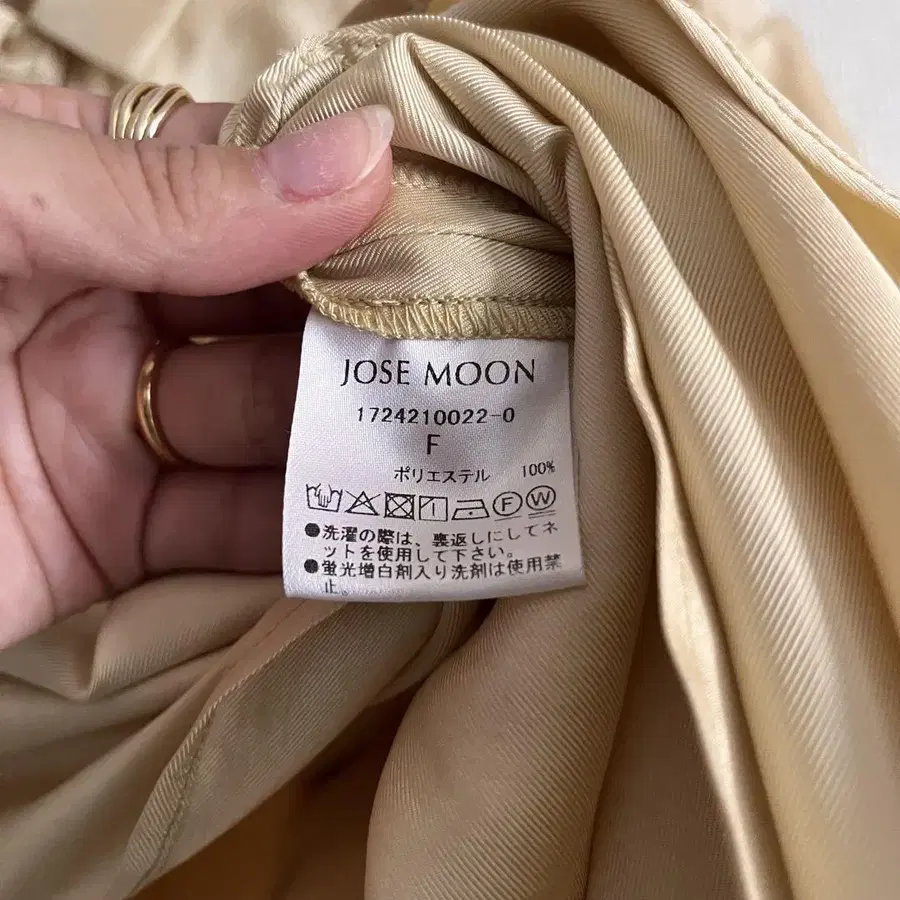 JOSE MOON
1724210022-0
F
ポリエステル 100%
F W
●洗濯の際は、裏返しにしてネ
ットを使用して下さい。
●蛍光増白剤入り洗剤は使用禁
止。